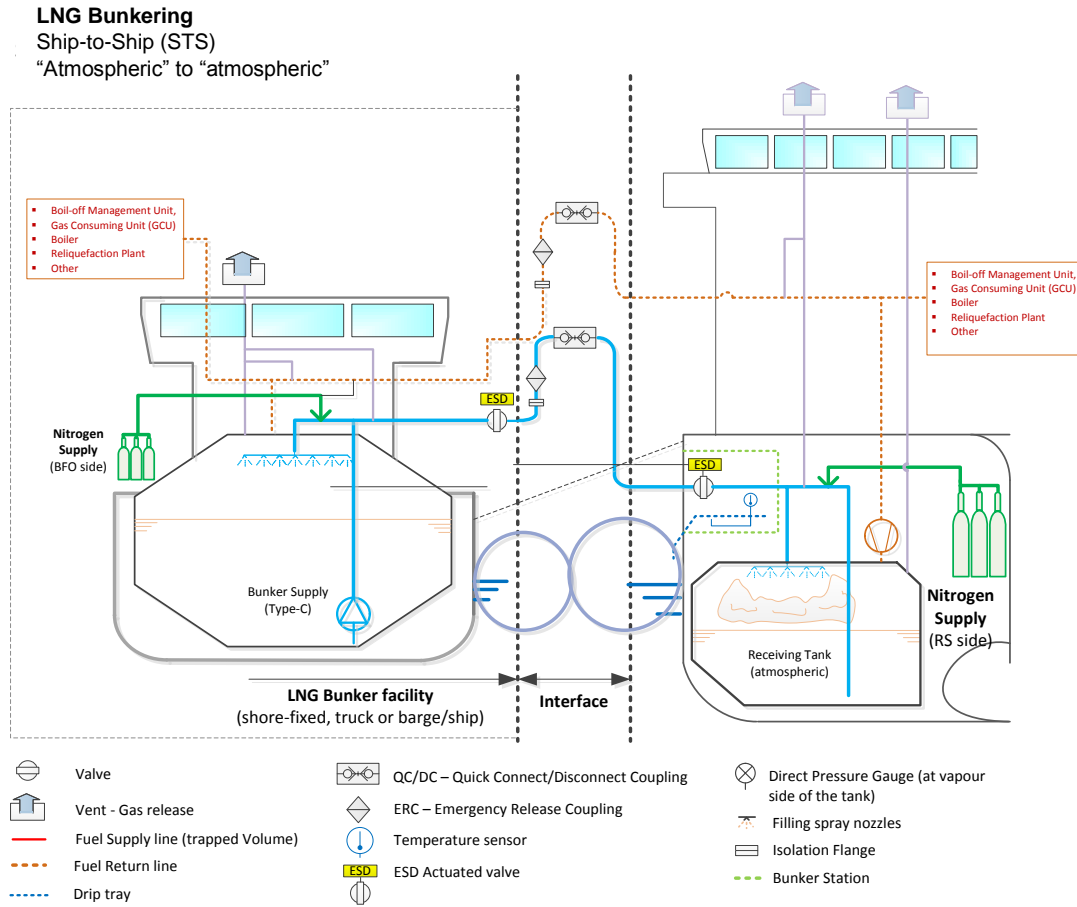 LNG Bunkering
Ship-to-Ship (STS)
“Atmospheric” to “atmospheric”
▪ Boil-off Management Unit,
▪ Gas Consuming Unit (GCU)
▪ Boiler
▪ Reliquefaction Plant
▪ Other
▪ Boil-off Management Unit,
▪ Gas Consuming Unit (GCU)
▪ Boiler
▪ Reliquefaction Plant
▪ Other
ESD
Nitrogen
Supply
(BFO side)
ESD
Bunker Supply
(Type-C)
Nitrogen
Supply
(RS side)
Receiving Tank
(atmospheric)
LNG Bunker facility
(shore-fixed, truck or barge/ship)
Interface
Valve
Vent - Gas release
Fuel Supply line (trapped Volume)
Fuel Return line
Drip tray
QC/DC – Quick Connect/Disconnect Coupling
ERC – Emergency Release Coupling
Temperature sensor
ESD
ESD Actuated valve
Direct Pressure Gauge (at vapour
side of the tank)
Filling spray nozzles
Isolation Flange
Bunker Station